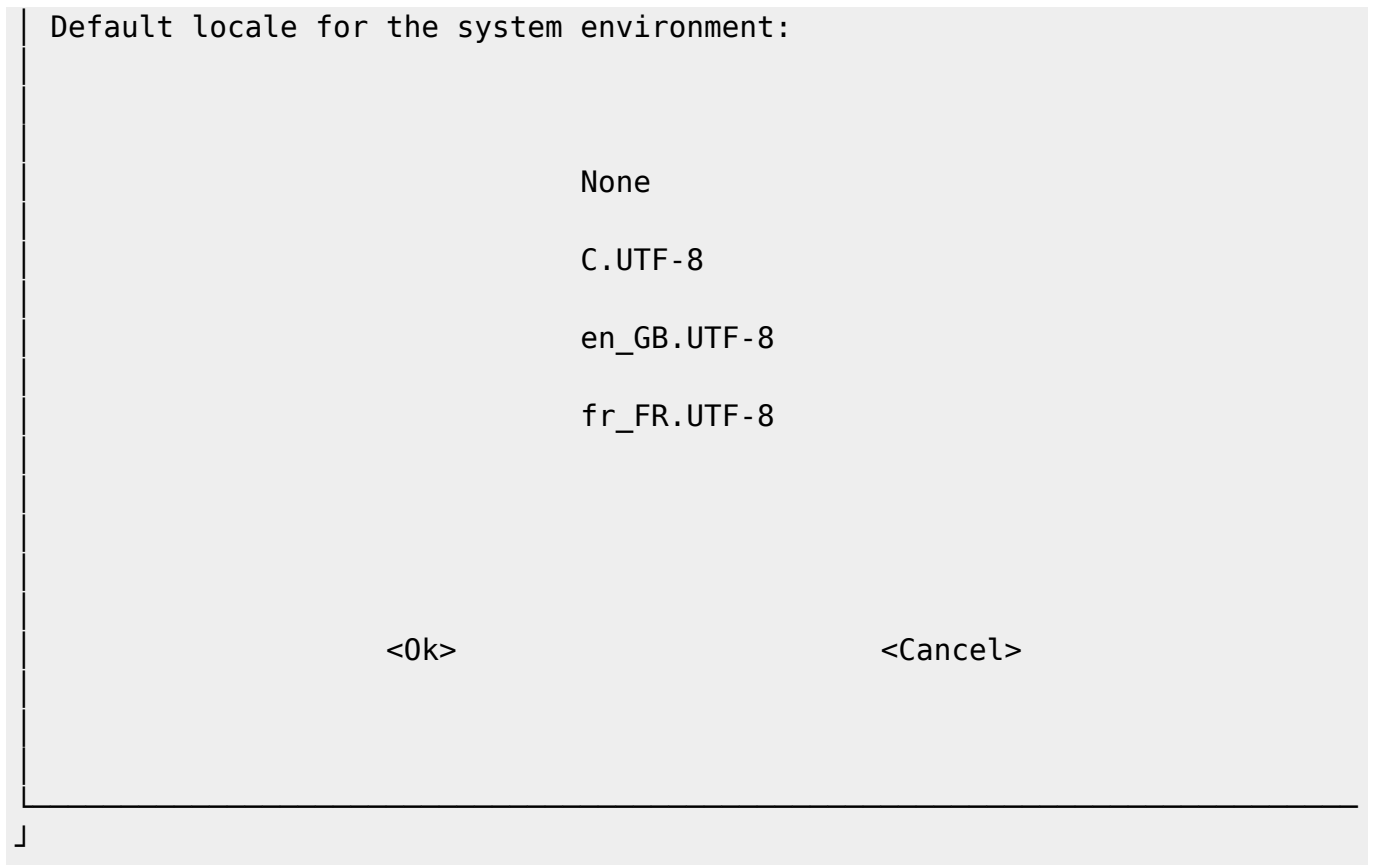 Default locale for the system environment:
None
C.UTF-8
en_GB.UTF-8
fr_FR.UTF-8
<Ok> <Cancel>